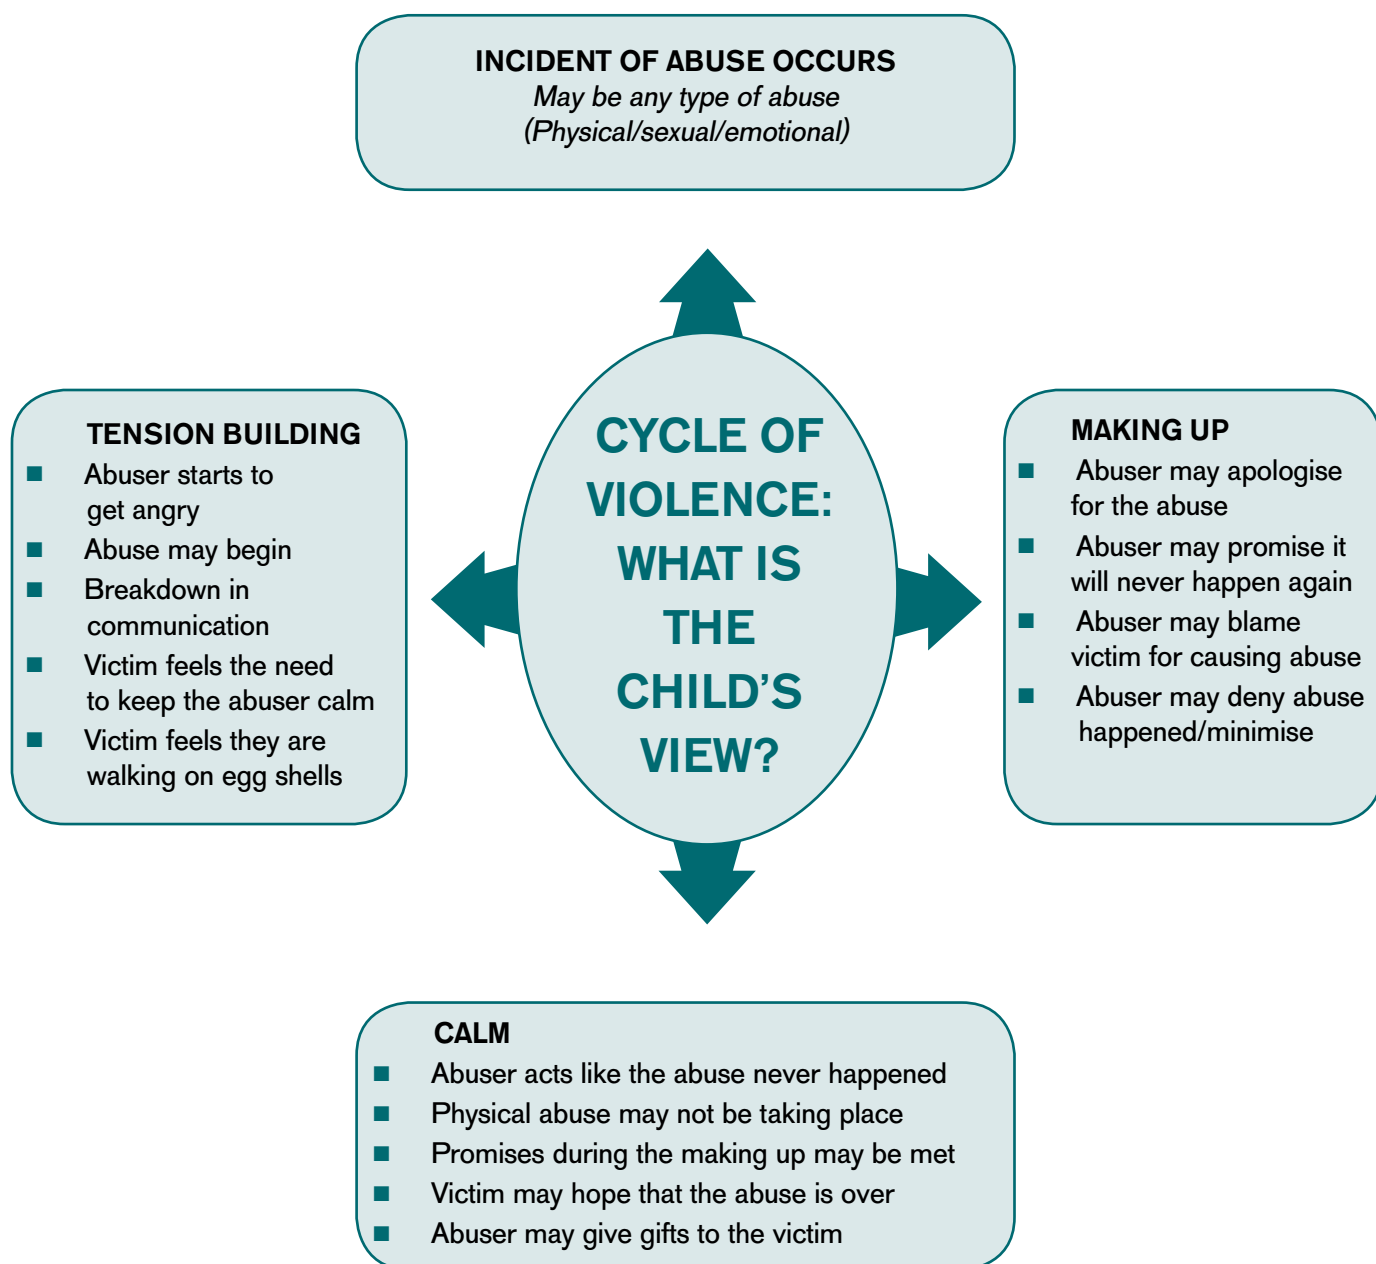 INCIDENT OF ABUSE OCCURS
May be any type of abuse
(Physical/sexual/emotional)
TENSION BUILDING
■ Abuser starts to
get angry
■ Abuse may begin
■ Breakdown in
communication
■ Victim feels the need
to keep the abuser calm
■ Victim feels they are
walking on egg shells
CYCLE OF
VIOLENCE:
WHAT IS
THE
CHILD’S
VIEW?
MAKING UP
■ Abuser may apologise
for the abuse
■ Abuser may promise it
will never happen again
■ Abuser may blame
victim for causing abuse
■ Abuser may deny abuse
happened/minimise
CALM
■ Abuser acts like the abuse never happened
■ Physical abuse may not be taking place
■ Promises during the making up may be met
■ Victim may hope that the abuse is over
■ Abuser may give gifts to the victim